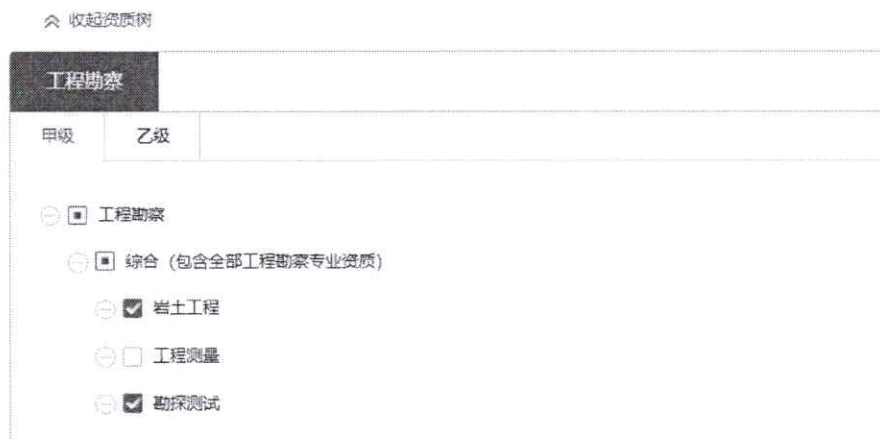 收起资质树
工程勘察
甲级 乙级
工程勘察
综合（包含全部工程勘察专业资质）
岩土工程
工程测量
勘探测试